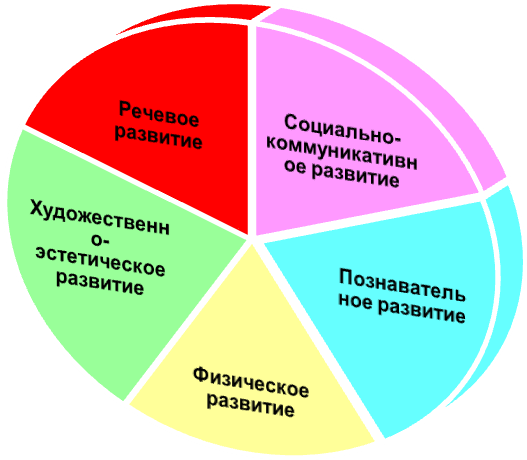 Речевое
развитие
Социально-
коммуникативн
ое развитие
Познаватель
ное развитие
Физическое
развитие
Художественн
о-
эстетическое
развитие